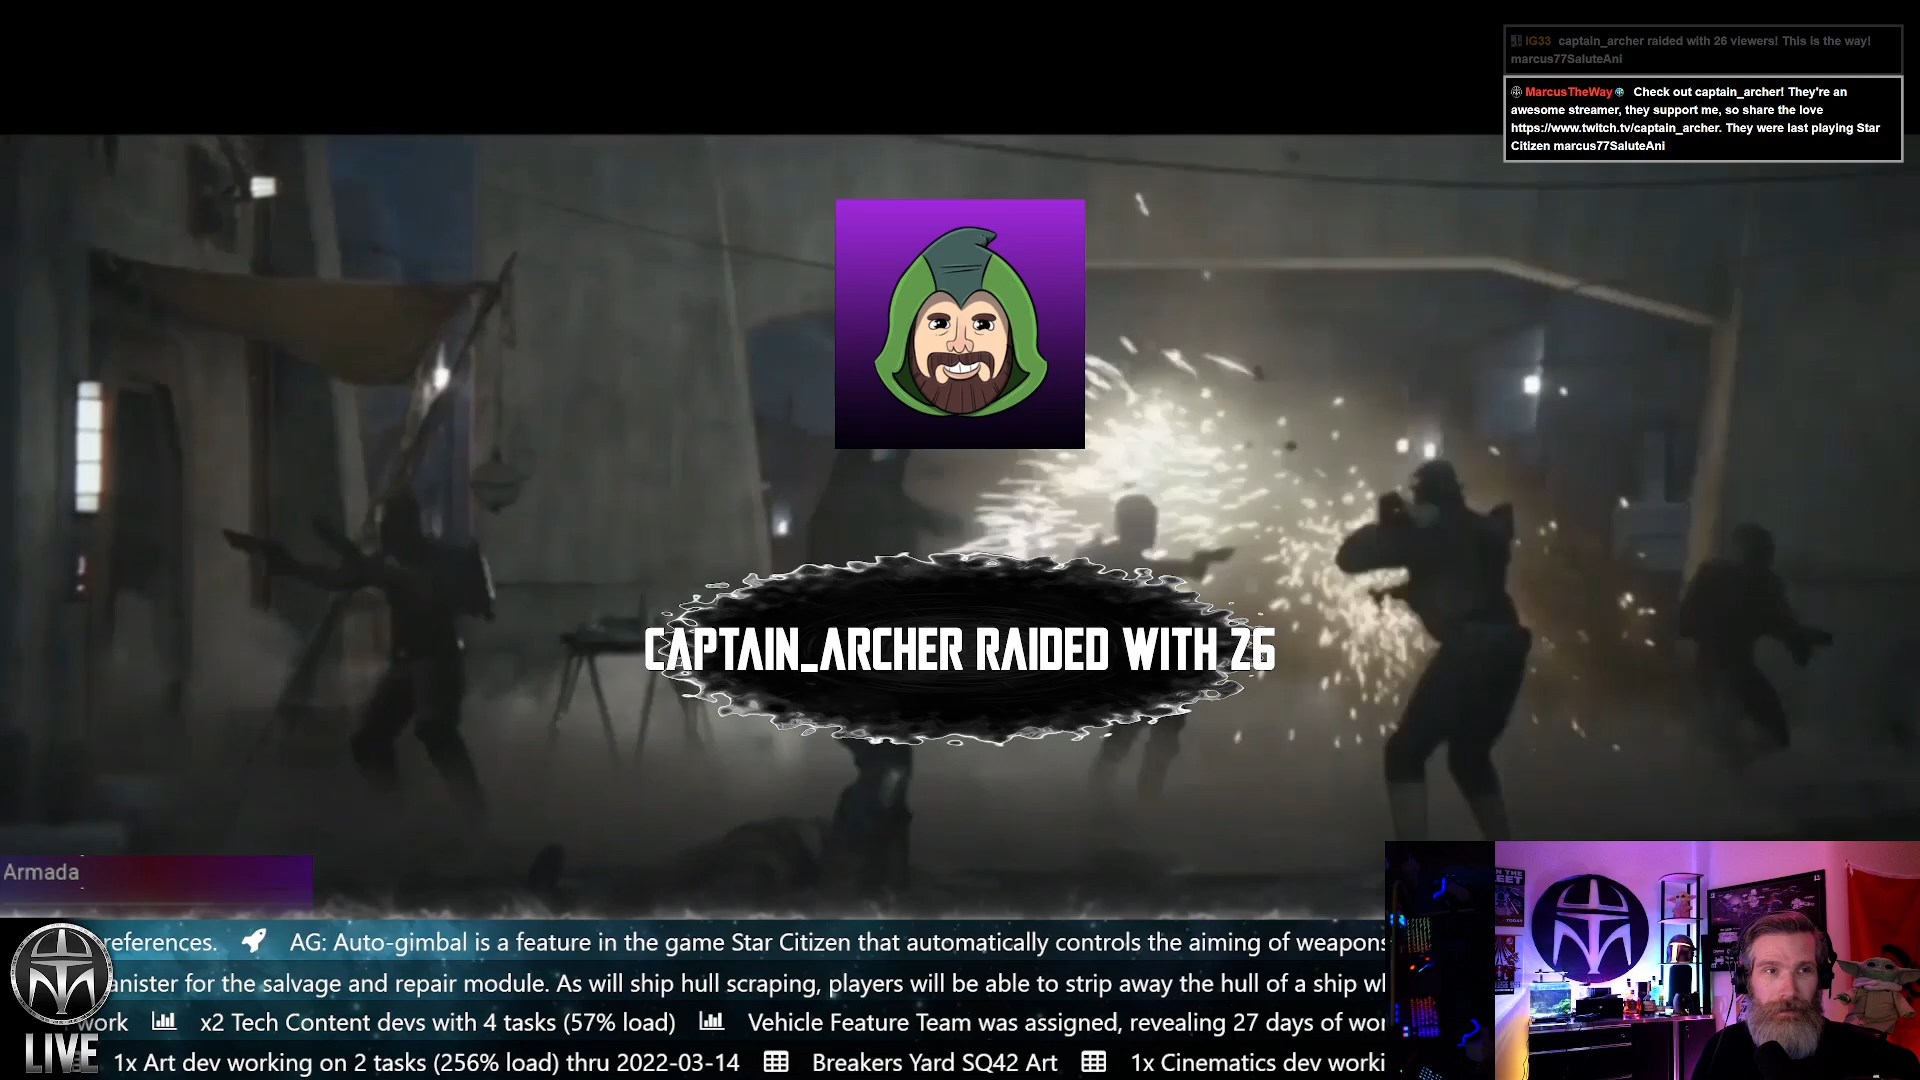 IG33 captain_archer raided with 26 viewers! This is the way!
marcus77SaluteAni
MarcusTheWay Check out captain_archer! They're an
awesome streamer, they support me, so share the love
https://www.twitch.tv/captain_archer. They were last playing Star
Citizen marcus77SaluteAni
CAPTAIN_ARCHER RAIDED WITH 26
Armada
references. AG: Auto-gimbal is a feature in the game Star Citizen that automatically controls the aiming of weapons
anister for the salvage and repair module. As will ship hull scraping, players will be able to strip away the hull of a ship wh
work x2 Tech Content devs with 4 tasks (57% load) Vehicle Feature Team was assigned, revealing 27 days of wor
LIVE 1x Art dev working on 2 tasks (256% load) thru 2022-03-14 Breakers Yard SQ42 Art 1x Cinematics dev worki